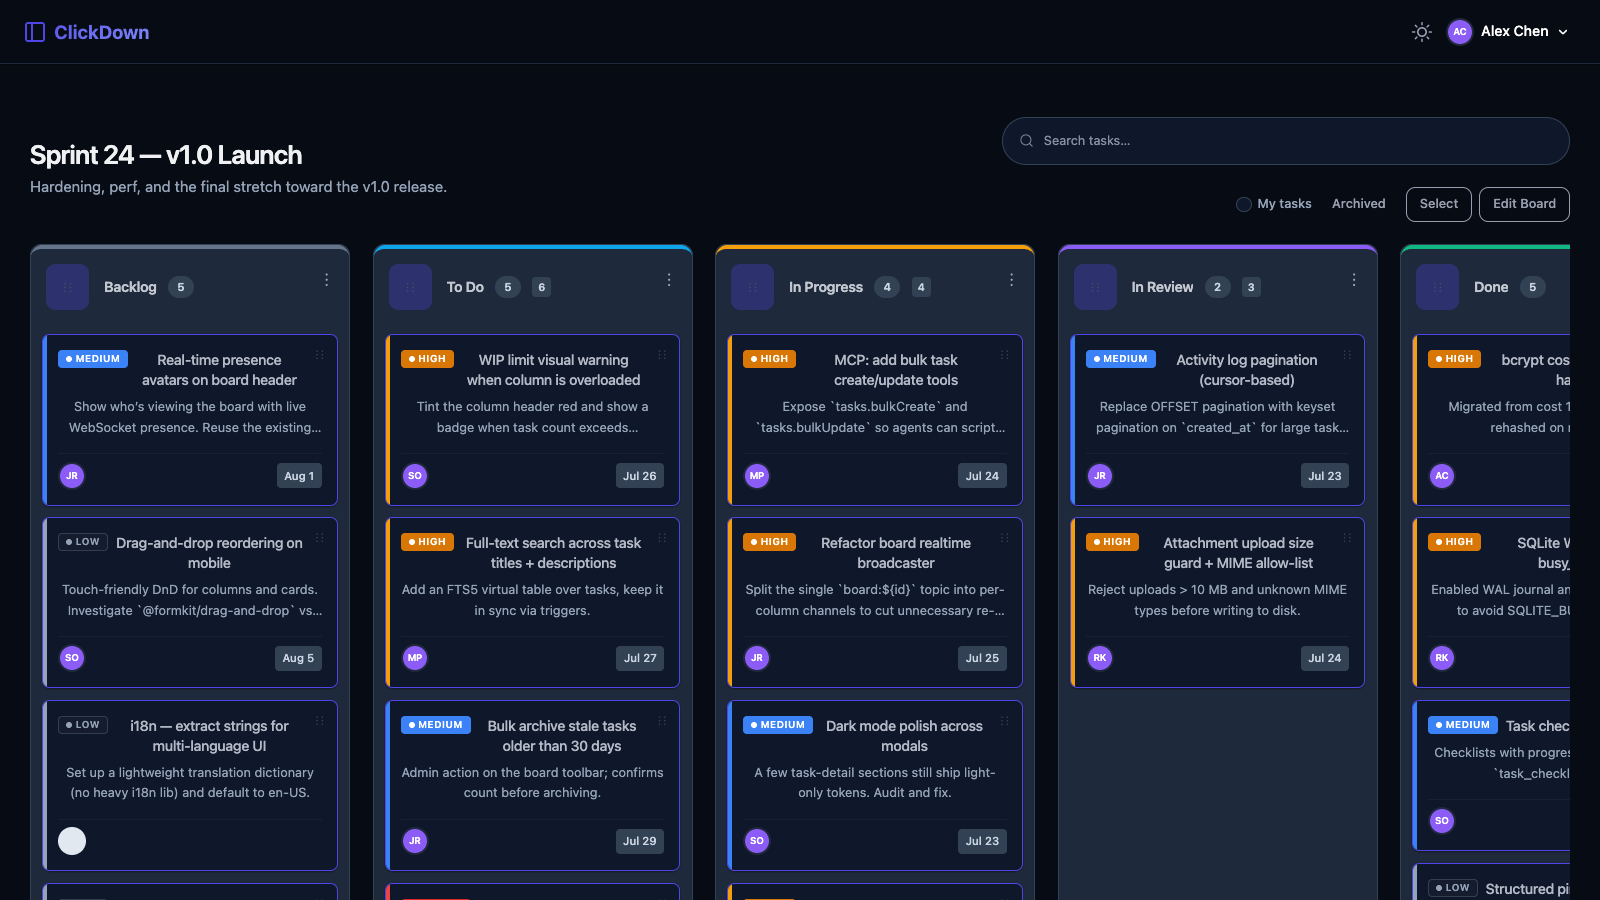 ClickDown
AC Alex Chen
Search tasks...
Sprint 24 — v1.0 Launch
Hardening, perf, and the final stretch toward the v1.0 release.
My tasks Archived Select Edit Board
Backlog 5
MEDIUM Real-time presence
avatars on board header
Show who's viewing the board with live
WebSocket presence. Reuse the existing...
JR Aug 1
LOW Drag-and-drop reordering on
mobile
Touch-friendly DnD for columns and cards.
Investigate `@formkit/drag-and-drop` vs...
SO Aug 5
LOW i18n — extract strings for
multi-language UI
Set up a lightweight translation dictionary
(no heavy i18n lib) and default to en-US.
To Do 5 6
HIGH WIP limit visual warning
when column is overloaded
Tint the column header red and show a
badge when task count exceeds...
SO Jul 26
HIGH Full-text search across task
titles + descriptions
Add an FTS5 virtual table over tasks, keep it
in sync via triggers.
MP Jul 27
MEDIUM Bulk archive stale tasks
older than 30 days
Admin action on the board toolbar; confirms
count before archiving.
JR Jul 29
In Progress 4 4
HIGH MCP: add bulk task
create/update tools
Expose `tasks.bulkCreate` and
`tasks.bulkUpdate` so agents can script...
MP Jul 24
HIGH Refactor board realtime
broadcaster
Split the single `board:${id}` topic into per-
column channels to cut unnecessary re-...
JR Jul 25
MEDIUM Dark mode polish across
modals
A few task-detail sections still ship light-
only tokens. Audit and fix.
SO Jul 23
In Review 2 3
MEDIUM Activity log pagination
(cursor-based)
Replace OFFSET pagination with keyset
pagination on `created_at` for large task...
JR Jul 23
HIGH Attachment upload size
guard + MIME allow-list
Reject uploads > 10 MB and unknown MIME
types before writing to disk.
RK Jul 24
Done 5
HIGH bcrypt cos
ha
Migrated from cost 1
rehashed on
AC
HIGH SQLite W
busy_
Enabled WAL journal an
to avoid SQLITE_BU
RK
MEDIUM Task chec
Checklists with progres
`task_checkl
SO
LOW Structured pi